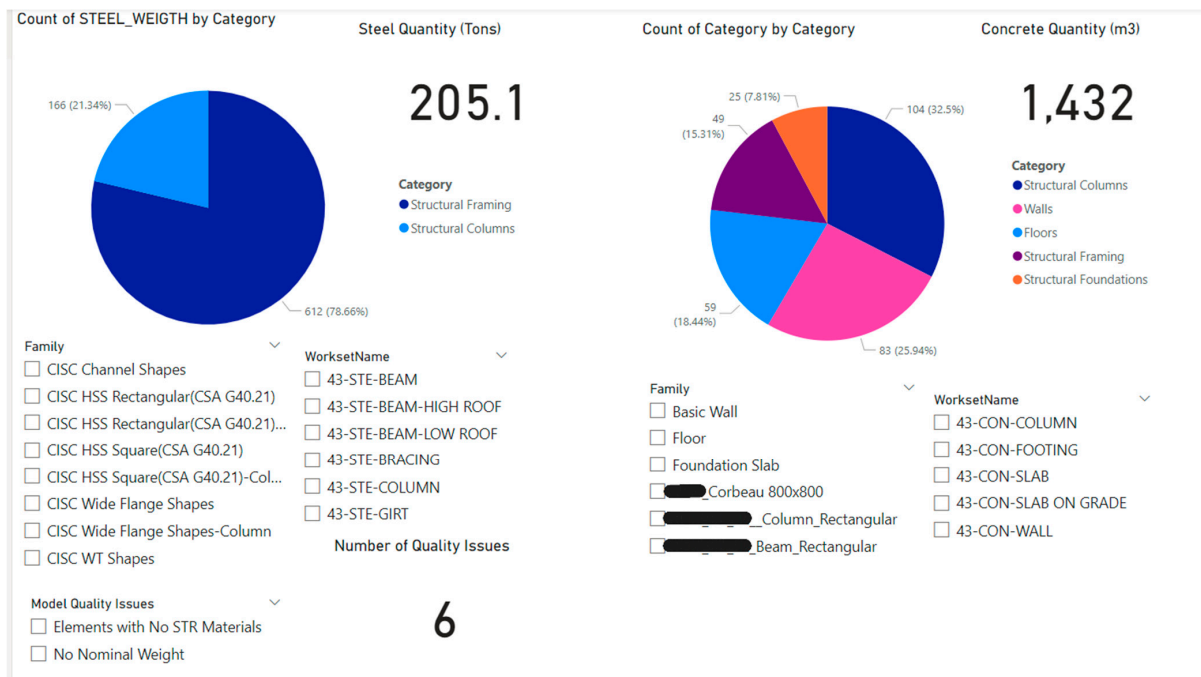 Count of STEEL_WEIGTH by Category
Steel Quantity (Tons)
205.1
166 (21.34%)
612 (78.66%)
Category
Structural Framing
Structural Columns
Family
CISC Channel Shapes
CISC HSS Rectangular(CSA G40.21)
CISC HSS Rectangular(CSA G40.21)...
CISC HSS Square(CSA G40.21)
CISC HSS Square(CSA G40.21)-Col...
CISC Wide Flange Shapes
CISC Wide Flange Shapes-Column
CISC WT Shapes
WorksetName
43-STE-BEAM
43-STE-BEAM-HIGH ROOF
43-STE-BEAM-LOW ROOF
43-STE-BRACING
43-STE-COLUMN
43-STE-GIRT
Number of Quality Issues
6
Model Quality Issues
Elements with No STR Materials
No Nominal Weight
Count of Category by Category
Concrete Quantity (m3)
1,432
25 (7.81%)
104 (32.5%)
49
(15.31%)
59
(18.44%)
83 (25.94%)
Category
Structural Columns
Walls
Floors
Structural Framing
Structural Foundations
Family
Basic Wall
Floor
Foundation Slab
_Corbeau 800x800
__Column_Rectangular
_Beam_Rectangular
WorksetName
43-CON-COLUMN
43-CON-FOOTING
43-CON-SLAB
43-CON-SLAB ON GRADE
43-CON-WALL